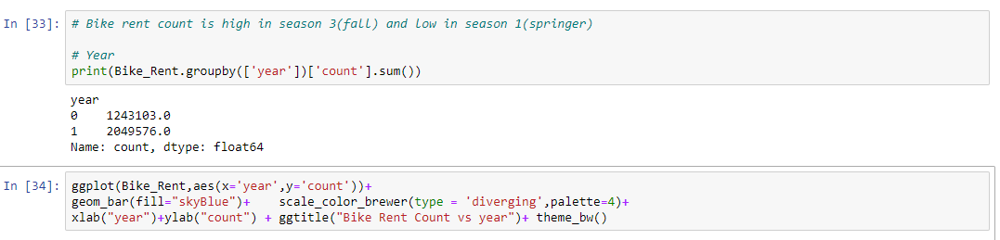 In [33]: # Bike rent count is high in season 3(fall) and low in season 1(springer)
# Year
print(Bike_Rent.groupby(['year'])['count'].sum())
year
0    1243103.0
1    2049576.0
Name: count, dtype: float64
In [34]: ggplot(Bike_Rent,aes(x='year',y='count'))+
geom_bar(fill="skyBlue")+    scale_color_brewer(type = 'diverging',palette=4)+
xlab("year")+ylab("count") + ggtitle("Bike Rent Count vs year")+ theme_bw()